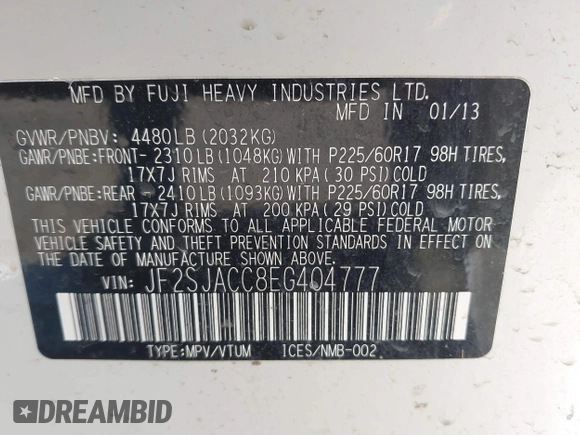 MFD BY FUJI HEAVY INDUSTRIES LTD.
MFD IN 01/13
GVWR/PNBV: 4480LB(2032KG)
GAWR/PNBE:FRONT- 2310LB(1048KG)WITH P225/60R17 98H TIRES,
17X7J RIMS AT 210 KPA( 30 PSI)COLD
GAWR/PNBE:REAR - 2410LB(1093KG)WITH P225/60R17 98H TIRES,
17X7J RIMS AT 200 KPA(29 PSI)COLD
THIS VEHICLE CONFORMS TO ALL APPLICABLE FEDERAL MOTOR
VEHICLE SAFETY AND THEFT PREVENTION STANDARDS IN EFFECT ON
THE DATE OF MANUFACTURE SHOWN ABOVE.
VIN: JF2SJACC8EG404777
TYPE:MPV/VTUM ICES/NMB-002
DREAMBID